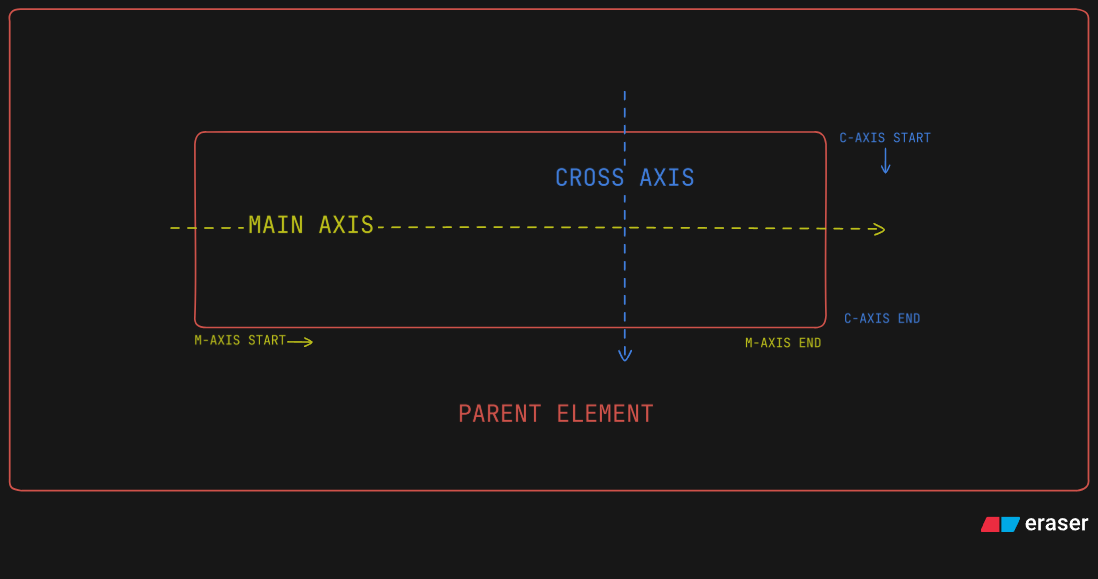 C-AXIS START
CROSS AXIS
MAIN AXIS
C-AXIS END
M-AXIS START
M-AXIS END
PARENT ELEMENT
eraser